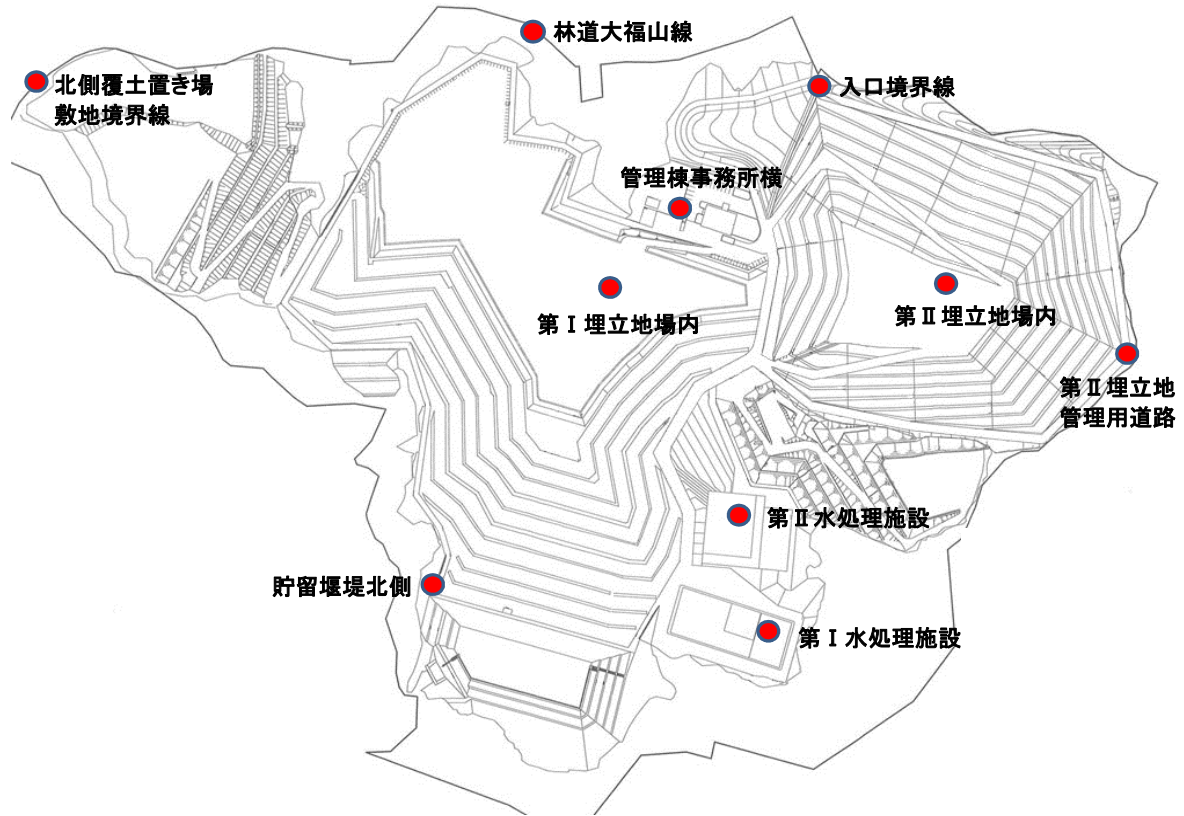 林道大福山線
北側覆土置き場
敷地境界線
入口境界線
管理棟事務所横
第Ⅰ埋立地場内
第Ⅱ埋立地場内
第Ⅱ埋立地
管理用道路
第Ⅱ水処理施設
貯留堰堤北側
第Ⅰ水処理施設